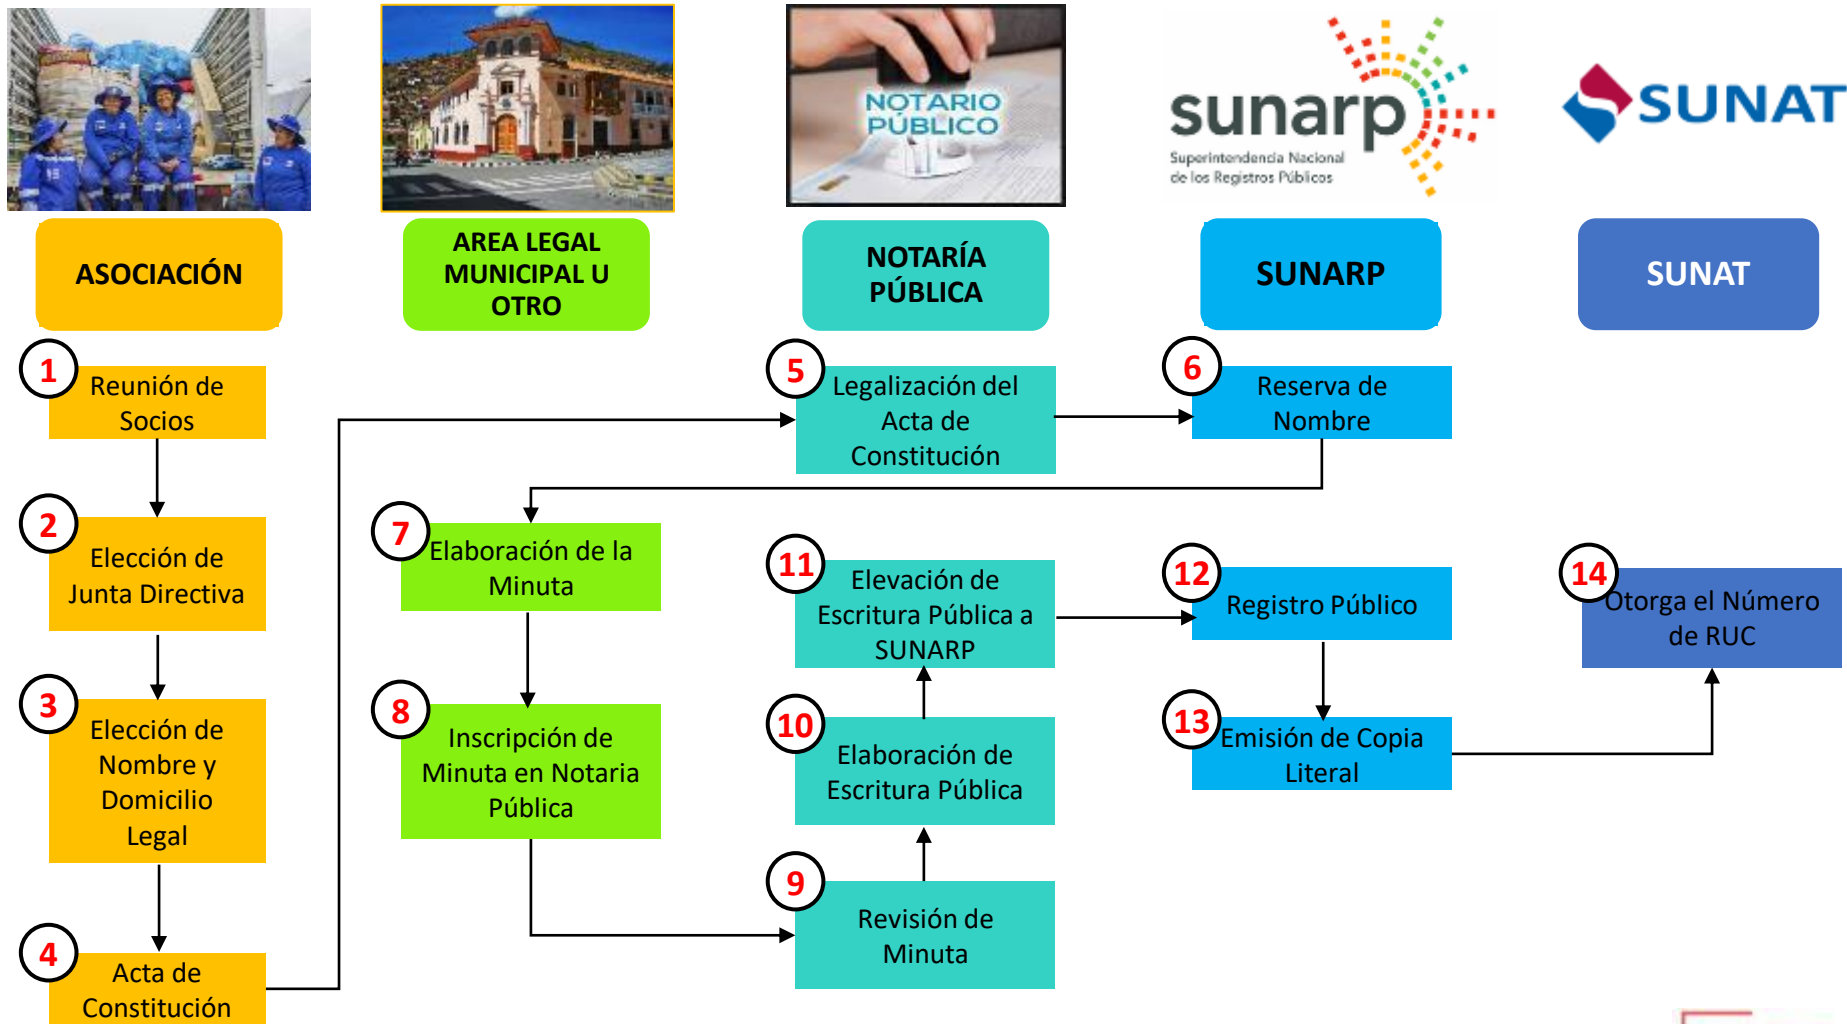 NOTARIO
PÚBLICO
sunarp
Superintendencia Nacional
de los Registros Públicos
SUNAT
ASOCIACIÓN
AREA LEGAL
MUNICIPAL U
OTRO
NOTARÍA
PÚBLICA
SUNARP
SUNAT
1
Reunión de
Socios
2
Elección de
Junta Directiva
3
Elección de
Nombre y
Domicilio
Legal
4
Acta de
Constitución
5
Legalización del
Acta de
Constitución
6
Reserva de
Nombre
7
Elaboración de la
Minuta
8
Inscripción de
Minuta en Notaria
Pública
9
Revisión de
Minuta
10
Elaboración de
Escritura Pública
11
Elevación de
Escritura Pública a
SUNARP
12
Registro Público
13
Emisión de Copia
Literal
14
Otorga el Número
de RUC